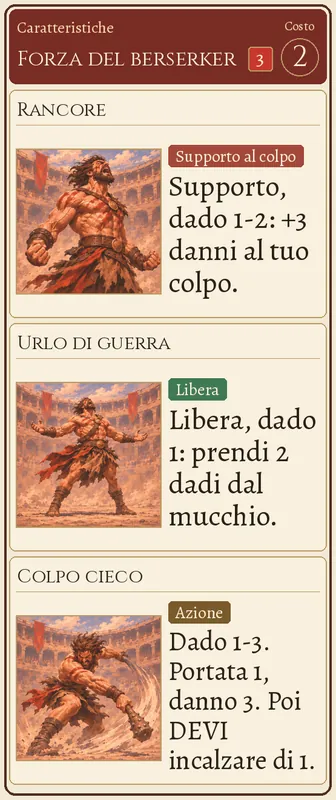 Caratteristiche
Costo
Forza del berserker 3 2
Rancore
Supporto al colpo
Supporto,
dado 1-2: +3
danni al tuo
colpo.
Urlo di guerra
Libera
Libera, dado
1: prendi 2
dadi dal
mucchio.
Colpo cieco
Azione
Dado 1-3.
Portata 1,
danno 3. Poi
DEVI
incalzare di 1.